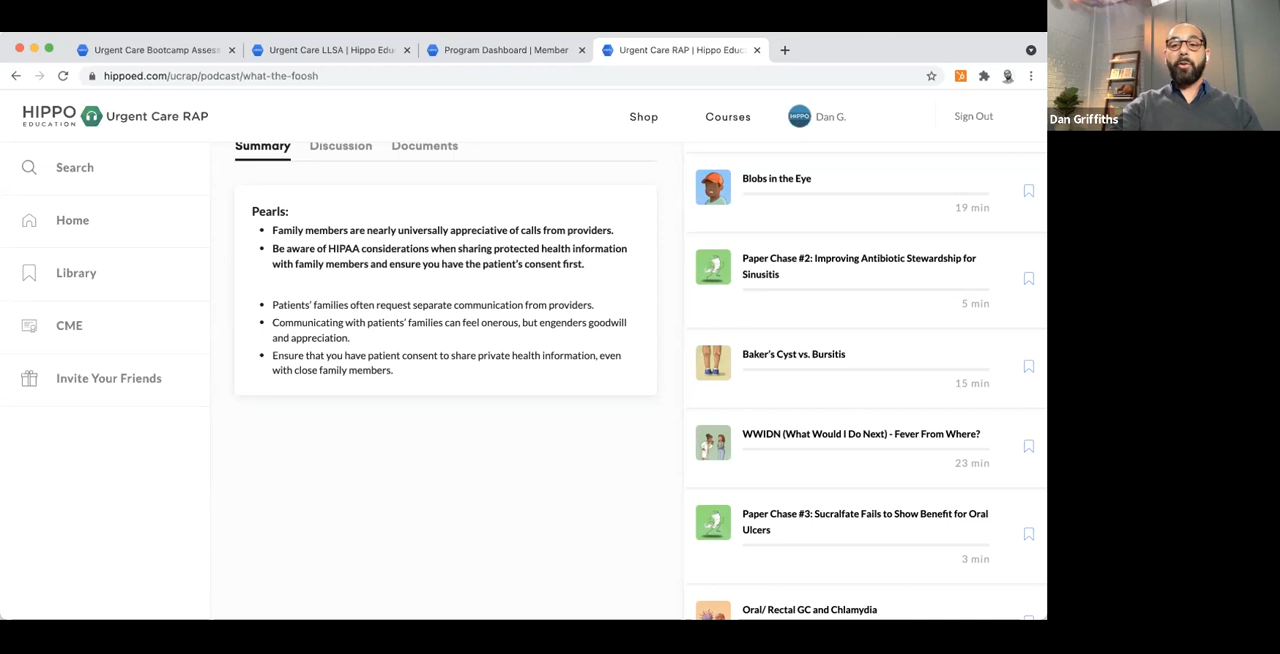 Urgent Care Bootcamp Assess
Urgent Care LLSA | Hippo Edu
Program Dashboard | Member
Urgent Care RAP | Hippo Educ
hippoed.com/ucrap/podcast/what-the-foosh
HIPPO
EDUCATION
Urgent Care RAP
Shop
Courses
HIPPO
Dan G.
Sign Out
Dan Griffiths
Search
Home
Library
CME
Invite Your Friends
Summary
Discussion
Documents
Pearls:
• Family members are nearly universally appreciative of calls from providers.
• Be aware of HIPAA considerations when sharing protected health information
with family members and ensure you have the patient's consent first.
• Patients' families often request separate communication from providers.
• Communicating with patients' families can feel onerous, but engenders goodwill
and appreciation.
• Ensure that you have patient consent to share private health information, even
with close family members.
Blobs in the Eye
19 min
Paper Chase #2: Improving Antibiotic Stewardship for
Sinusitis
5 min
Baker's Cyst vs. Bursitis
15 min
WWIDN (What Would I Do Next) - Fever From Where?
23 min
Paper Chase #3: Sucralfate Fails to Show Benefit for Oral
Ulcers
3 min
Oral/ Rectal GC and Chlamydia